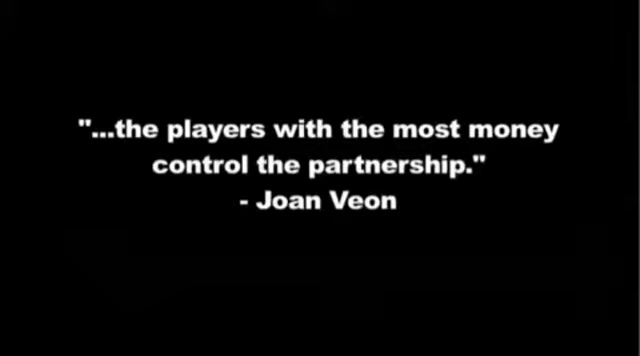 "...the players with the most money
control the partnership."
- Joan Veon